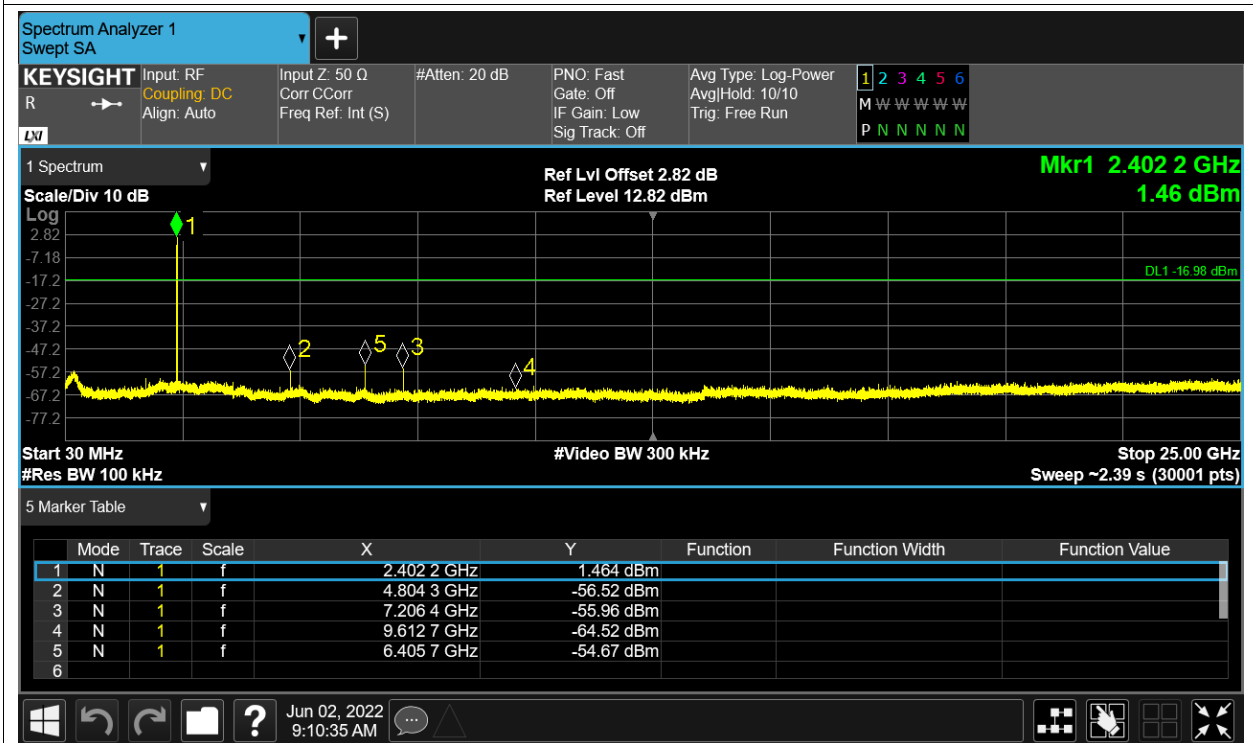 Spectrum Analyzer 1
Swept SA
KEYSIGHT Input: RF Input Z: 50 Ω #Atten: 20 dB PNO: Fast Avg Type: Log-Power 1 2 3 4 5 6
R Coupling: DC Corr CCorr Gate: Off Avg|Hold: 10/10 M W W W W W
Align: Auto Freq Ref: Int (S) IF Gain: Low Trig: Free Run
LXI Sig Track: Off P N N N N N
1 Spectrum Ref Lvl Offset 2.82 dB Mkr1 2.402 2 GHz
Scale/Div 10 dB Ref Level 12.82 dBm 1.46 dBm
Log
1
2.82
-7.18
DL1 -16.98 dBm
-17.2
-27.2
-37.2
-47.2
2 5 3
-57.2
4
-67.2
-77.2
Start 30 MHz #Video BW 300 kHz Stop 25.00 GHz
#Res BW 100 kHz Sweep ~2.39 s (30001 pts)
5 Marker Table
Mode Trace Scale X Y Function Function Width Function Value
1 N 1 f 2.402 2 GHz 1.464 dBm
2 N 1 f 4.804 3 GHz -56.52 dBm
3 N 1 f 7.206 4 GHz -55.96 dBm
4 N 1 f 9.612 7 GHz -64.52 dBm
5 N 1 f 6.405 7 GHz -54.67 dBm
6
? Jun 02, 2022
9:10:35 AM